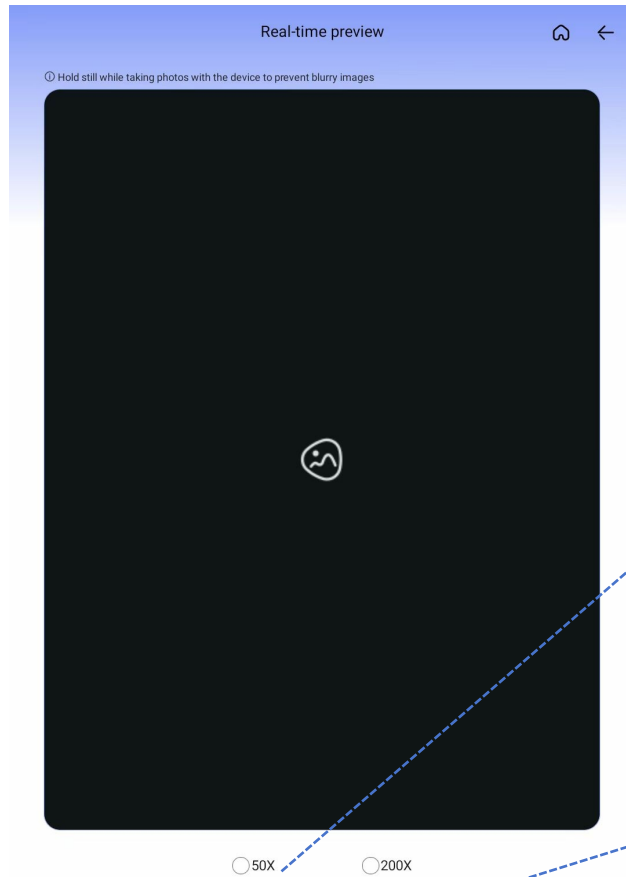 Real-time preview
Hold still while taking photos with the device to prevent blurry images
50X
200X